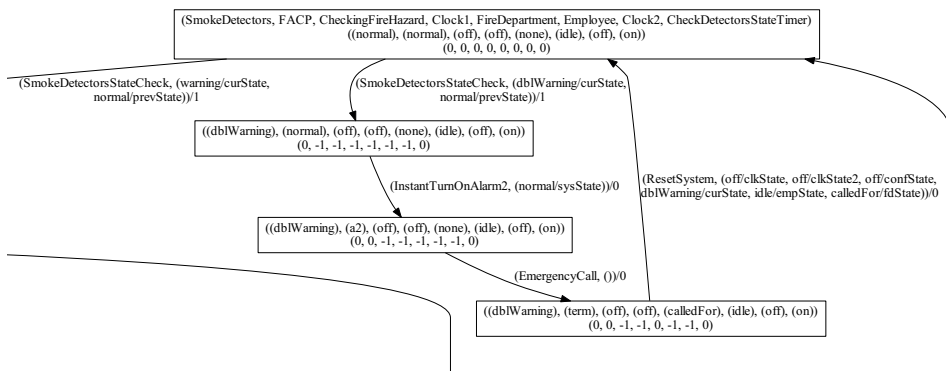 (SmokeDetectors, FACP, CheckingFireHazard, Clock1, FireDepartment, Employee, Clock2, CheckDetectorsStateTimer)
((normal), (normal), (off), (off), (none), (idle), (off), (on))
(0, 0, 0, 0, 0, 0, 0, 0)
(SmokeDetectorsStateCheck, (warning/curState,
normal/prevState))/1
(SmokeDetectorsStateCheck, (dblWarning/curState,
normal/prevState))/1
((dblWarning), (normal), (off), (off), (none), (idle), (off), (on))
(0, -1, -1, -1, -1, -1, -1, 0)
(InstantTurnOnAlarm2, (normal/sysState))/0
(ResetSystem, (off/clkState, off/clkState2, off/confState,
dblWarning/curState, idle/empState, calledFor/fdState))/0
((dblWarning), (a2), (off), (off), (none), (idle), (off), (on))
(0, 0, -1, -1, -1, -1, -1, 0)
(EmergencyCall, ())/0
((dblWarning), (term), (off), (off), (calledFor), (idle), (off), (on))
(0, 0, -1, -1, 0, -1, -1, 0)